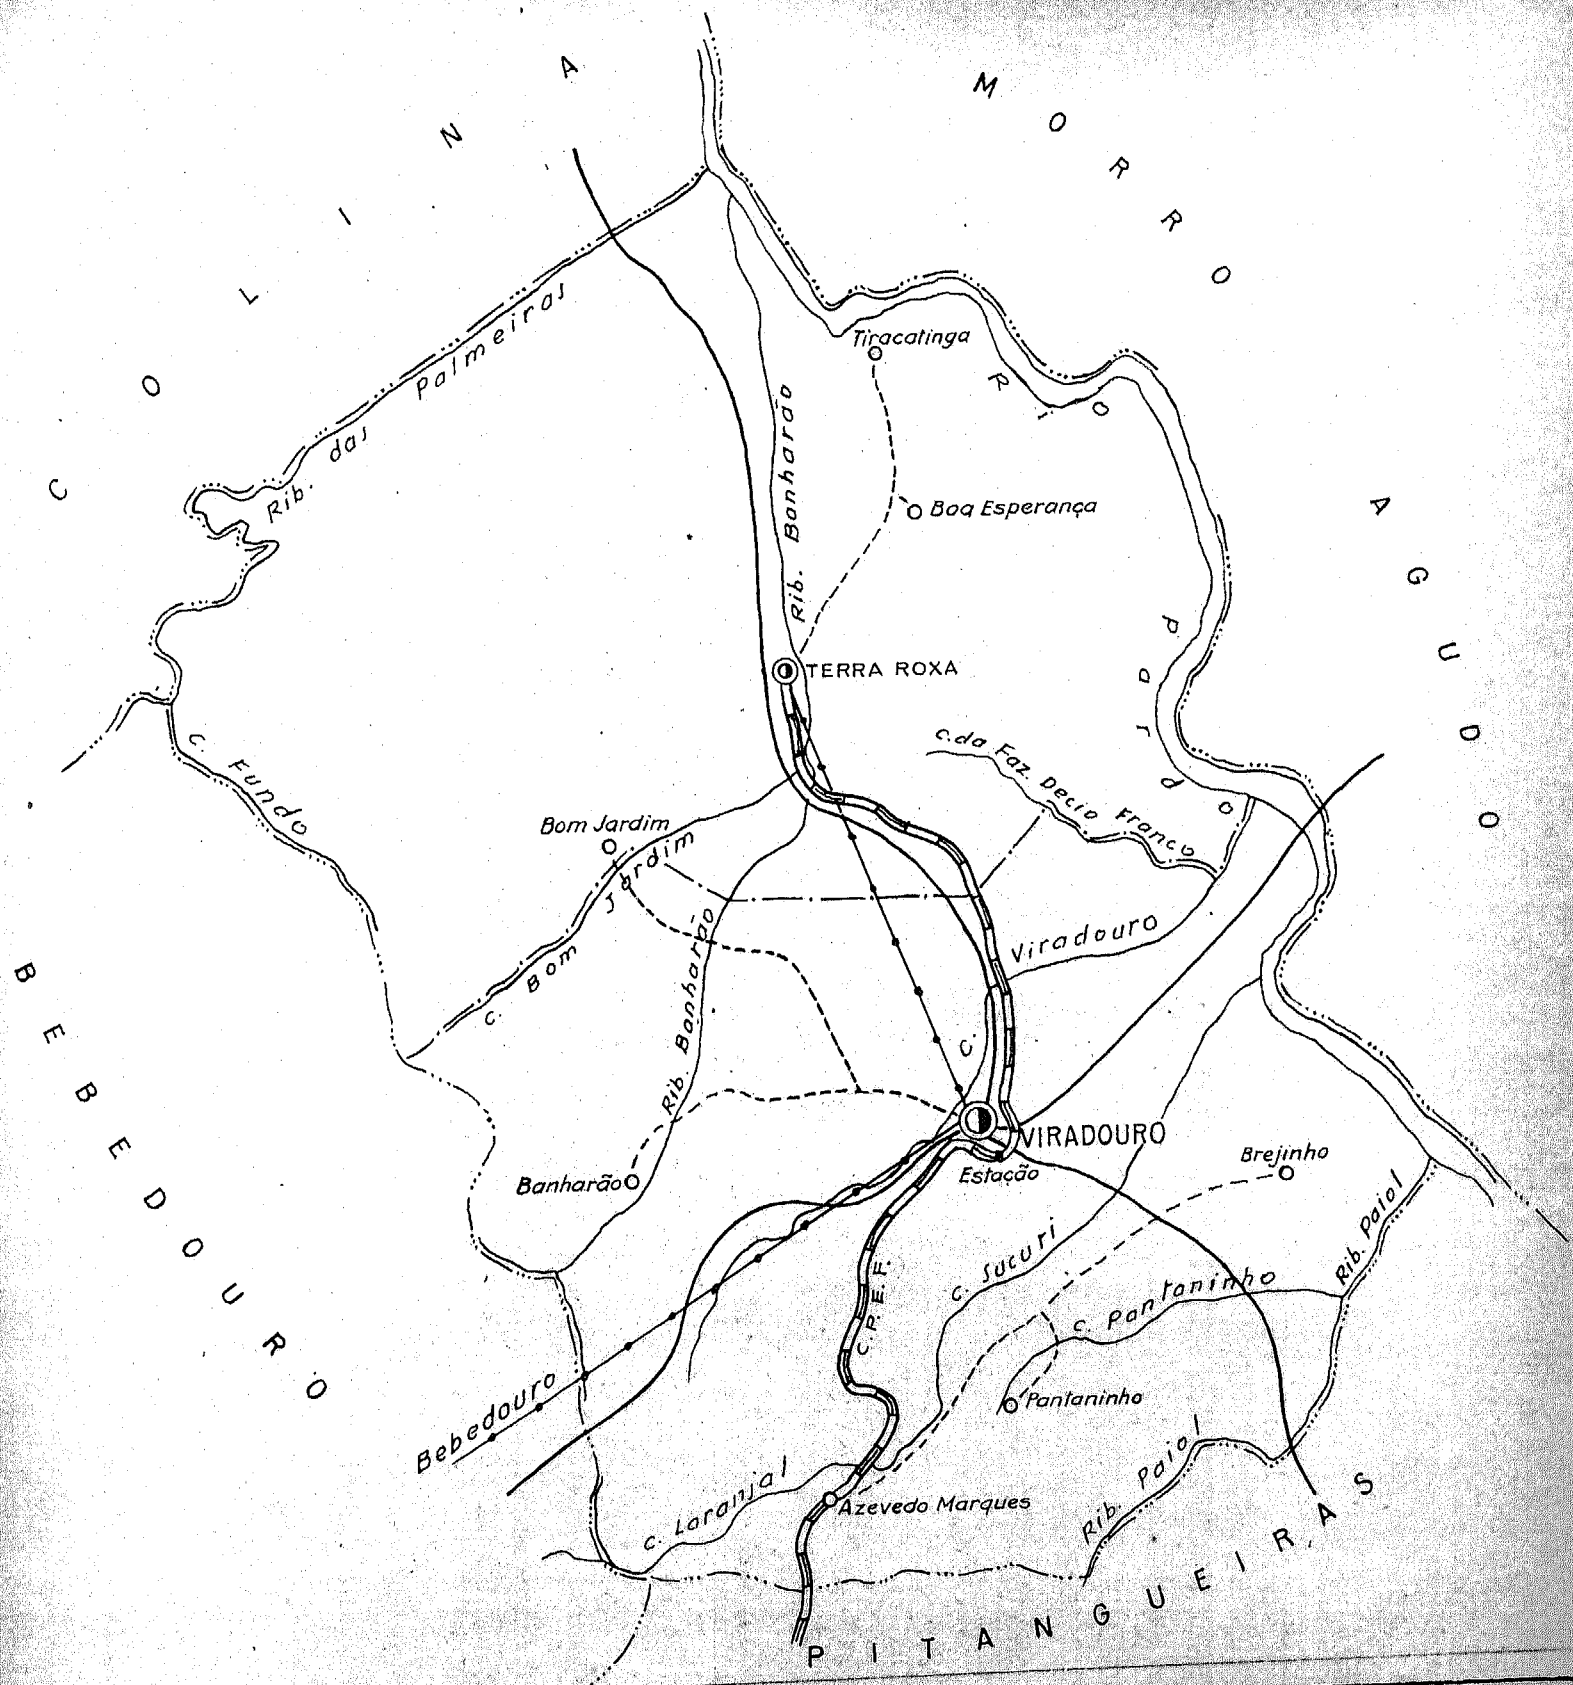 COLINA
MORRO AGUDO
Rib. das Palmeiras
Tiracatinga
Rio Pardo
Rib. Banharão
Boa Esperança
TERRA ROXA
C. da Faz. Decio Franco
C. Fundo
Bom Jardim
C. Bom Jardim
C. Viradouro
Rib. Banharão
BEBEDOURO
VIRADOURO
Estação
Brejinho
Banharão
Rib. Paiol
C. Sucuri
C.P.E.F.
C. Pantaninho
Bebedouro
Pantaninho
Rib. Paiol
C. Laranjal
Azevedo Marques
PITANGUEIRAS